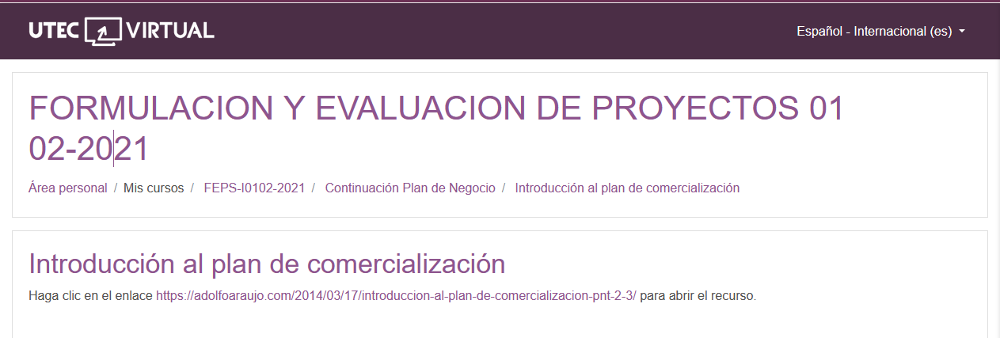 UTEC VIRTUAL
Español - Internacional (es)
FORMULACION Y EVALUACION DE PROYECTOS 01
02-2021
Área personal / Mis cursos / FEPS-I0102-2021 / Continuación Plan de Negocio / Introducción al plan de comercialización
Introducción al plan de comercialización
Haga clic en el enlace https://adolfoaraujo.com/2014/03/17/introduccion-al-plan-de-comercializacion-pnt-2-3/ para abrir el recurso.